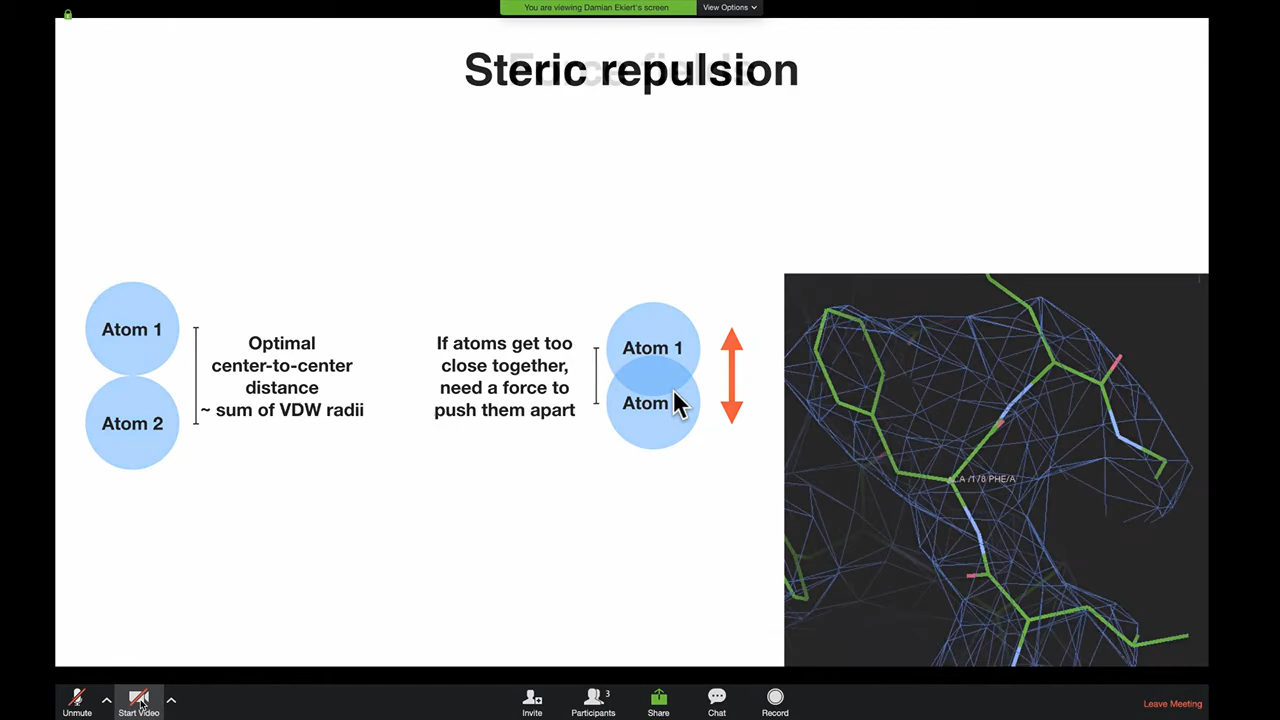 You are viewing Damian Ekiert's screen
View Options
Steric repulsion
Atom 1
Atom 2
Optimal
center-to-center
distance
~ sum of VDW radii
If atoms get too
close together,
need a force to
push them apart
Atom 1
Atom
CA /178 PHE/A
Unmute
Start Video
Invite
3
Participants
Share
Chat
Record
Leave Meeting